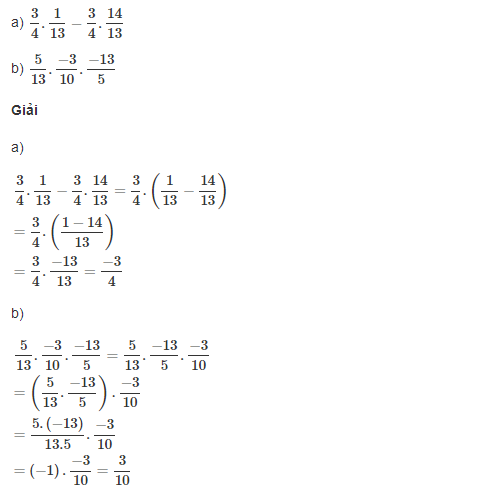 a) 3/4 . 1/13 − 3/4 . 14/13
b) 5/13 . −3/10 . −13/5
Giải
a)
3/4 . 1/13 − 3/4 . 14/13 = 3/4 . (1/13 − 14/13)
= 3/4 . ((1 − 14)/13)
= 3/4 . −13/13 = −3/4
b)
5/13 . −3/10 . −13/5 = 5/13 . −13/5 . −3/10
= (5/13 . −13/5) . −3/10
= 5.(−13)/13.5 . −3/10
= (−1) . −3/10 = 3/10